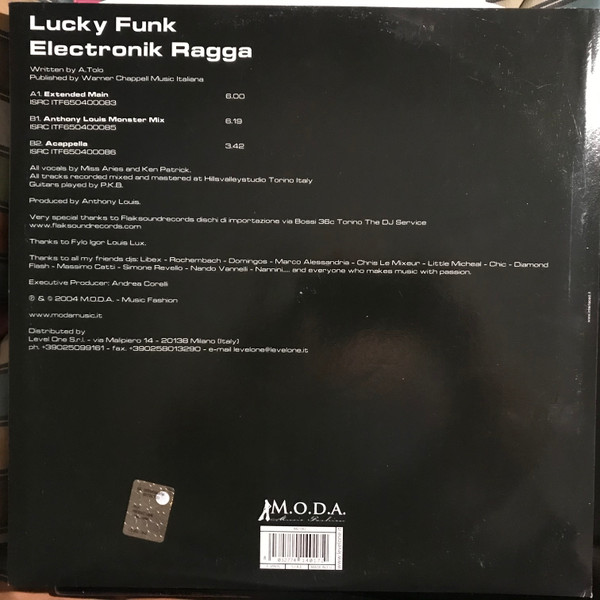 Lucky Funk
Electronik Ragga
Written by A.Tolo
Published by Warner Chappell Music Italiana
A1. Extended Main 6.00
ISRC ITF650400083
B1. Anthony Louis Monster Mix 6.19
ISRC ITF650400085
B2. Acappella 3.42
ISRC ITF650400086
All vocals by Miss Aries and Ken Patrick.
All tracks recorded mixed and mastered at Hillsvalleystudio Torino Italy
Guitars played by P.K.B.
Produced by Anthony Louis.
Very special thanks to Flaiksoundrecords dischi di importazione via Bossi 38c Torino The DJ Service
www.flaiksoundrecords.com
Thanks to Fylo Igor Louis Lux.
Thanks to all my friends djs: Libex - Rochembach - Domingos - Marco Alessandria - Chris Le Mixeur - Little Micheal - Chic - Diamond
Flash - Massimo Catti - Simone Revello - Nando Vannelli - Nannini,... and everyone who makes music with passion.
Executive Producer: Andrea Corelli
℗ & © 2004 M.O.D.A. - Music Fashion
www.modamusic.it
Distributed by
Level One S.r.l. - via Malpiero 14 - 20138 Milano (Italy)
ph. +39025099161 - fax. +390258013290 - e-mail levelone@levelone.it
M.O.D.A.
Music Fashion